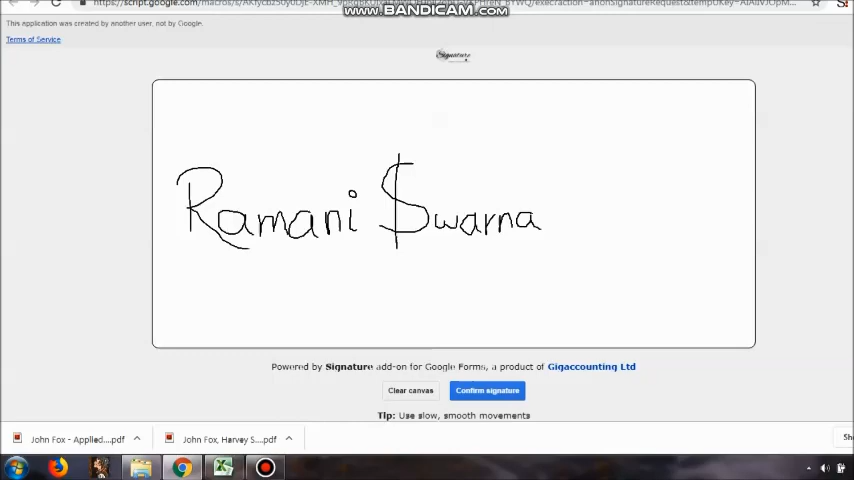 www.BANDICAM.com
This application was created by another user, not by Google.
Terms of Service
Signature
Ramani $warna
Powered by Signature add-on for Google Forms, a product of Gigaccounting Ltd
Clear canvas
Confirm signature
Tip: Use slow, smooth movements
John Fox - Applied....pdf
John Fox, Harvey S....pdf